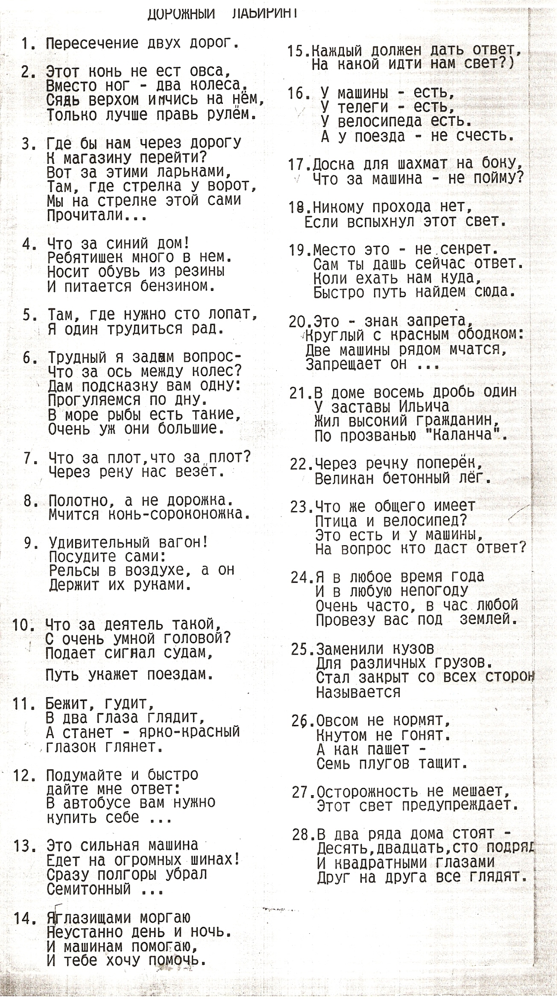 ДОРОЖНЫЙ ЛАБИРИНТ
1. Пересечение двух дорог.
2. Этот конь не ест овса,
Вместо ног - два колеса.
Сядь верхом и мчись на нём,
Только лучше правь рулём.
3. Где бы нам через дорогу
К магазину перейти?
Вот за этими ларьками,
Там, где стрелка у ворот,
Мы на стрелке этой сами
Прочитали...
4. Что за синий дом!
Ребятишек много в нем.
Носит обувь из резины
И питается бензином.
5. Там, где нужно сто лопат,
Я один трудиться рад.
6. Трудный я задам вопрос-
Что за ось между колес?
Дам подсказку вам одну:
Прогуляемся по дну.
В море рыбы есть такие,
Очень уж они большие.
7. Что за плот,что за плот?
Через реку нас везёт.
8. Полотно, а не дорожка.
Мчится конь-сороконожка.
9. Удивительный вагон!
Посудите сами:
Рельсы в воздухе, а он
Держит их руками.
10. Что за деятель такой,
С очень умной головой?
Подает сигнал судам,
Путь укажет поездам.
11. Бежит, гудит,
В два глаза глядит,
А станет - ярко-красный
глазок глянет.
12. Подумайте и быстро
дайте мне ответ:
В автобусе вам нужно
купить себе ...
13. Это сильная машина
Едет на огромных шинах!
Сразу полгоры убрал
Семитонный ...
14. Я глазищами моргаю
Неустанно день и ночь.
И машинам помогаю,
И тебе хочу помочь.
15.Каждый должен дать ответ,
На какой идти нам свет?)
16. У машины - есть,
У телеги - есть,
У велосипеда есть.
А у поезда - не счесть.
17.Доска для шахмат на боку,
Что за машина - не пойму?
18.Никому прохода нет,
Если вспыхнул этот свет.
19.Место это - не секрет.
Сам ты дашь сейчас ответ.
Коли ехать нам куда,
Быстро путь найдем сюда.
20.Это - знак запрета,
Круглый с красным ободком:
Две машины рядом мчатся,
Запрещает он ...
21.В доме восемь дробь один
У заставы Ильича
Жил высокий гражданин,
По прозванью "Каланча".
22.Через речку поперёк,
Великан бетонный лёг.
23.Что же общего имеет
Птица и велосипед?
Это есть и у машины,
На вопрос кто даст ответ?
24.Я в любое время года
И в любую непогоду
Очень часто, в час любой
Провезу вас под землей.
25.Заменили кузов
Для различных грузов.
Стал закрыт со всех сторон
Называется
26.Овсом не кормят,
Кнутом не гонят.
А как пашет -
Семь плугов тащит.
27.Осторожность не мешает,
Этот свет предупреждает.
28.В два ряда дома стоят -
Десять,двадцать,сто подряд
И квадратными глазами
Друг на друга все глядят.